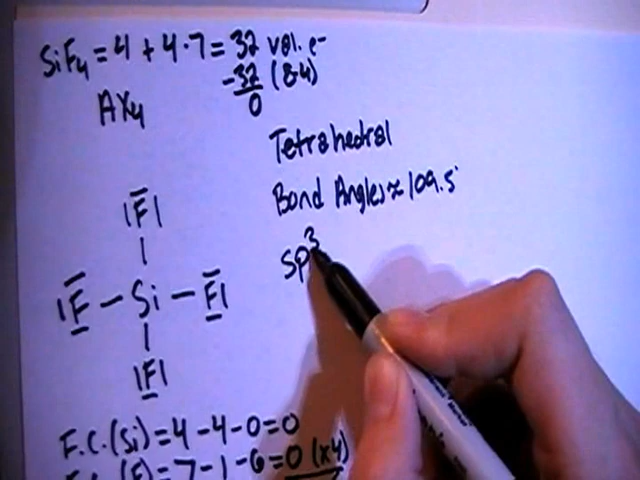 SiF4 = 4 + 4·7 = 32 val. e-
-32 (8·4)
0
AX4
Tetrahedral
Bond Angles ≈ 109.5°
sp3
|F|
|F – Si – F|
|F|
F.C.(Si) = 4 - 4 - 0 = 0
F.C.(F) = 7 - 1 - 6 = 0 (x4)